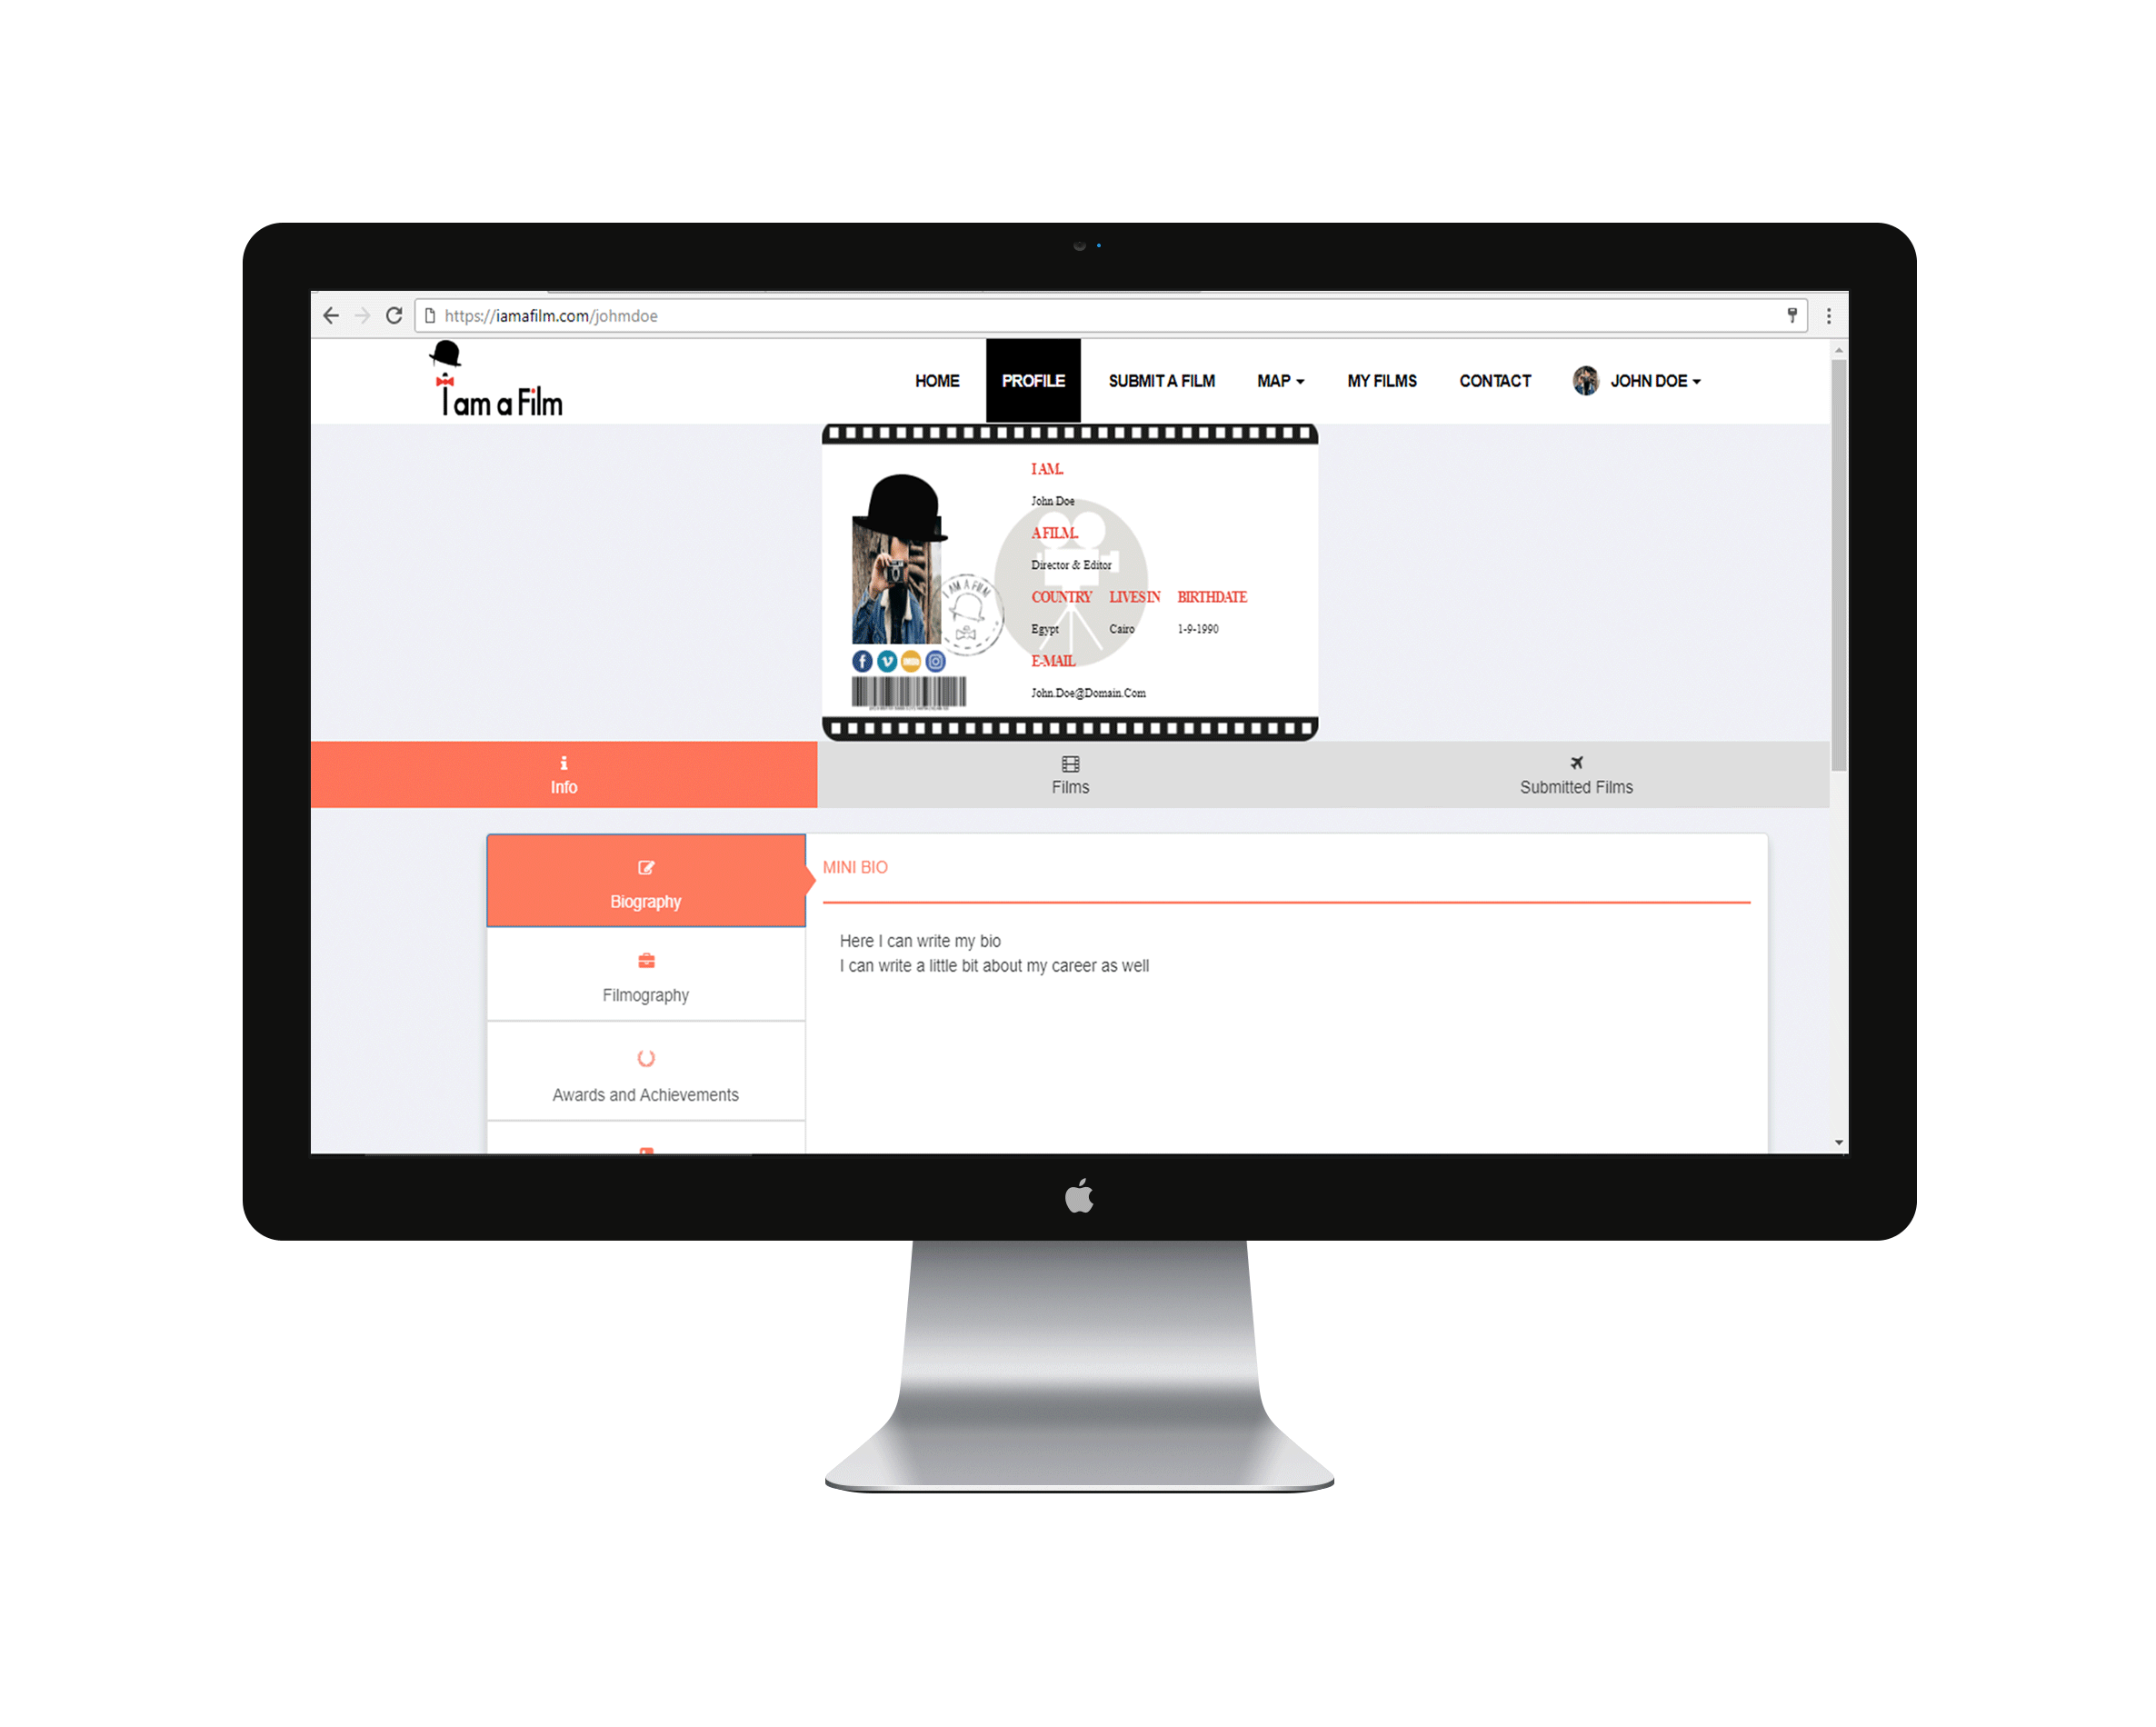 https://iamafilm.com/johmdoe
I am a Film
HOME PROFILE SUBMIT A FILM MAP MY FILMS CONTACT JOHN DOE
I AM.
John Doe
A FILM.
Director & Editor
COUNTRY LIVES IN BIRTHDATE
Egypt Cairo 1-9-1990
E-MAIL
John.Doe@Domain.Com
I AM A FILM
Info Films Submitted Films
Biography
Filmography
Awards and Achievements
MINI BIO
Here I can write my bio
I can write a little bit about my career as well